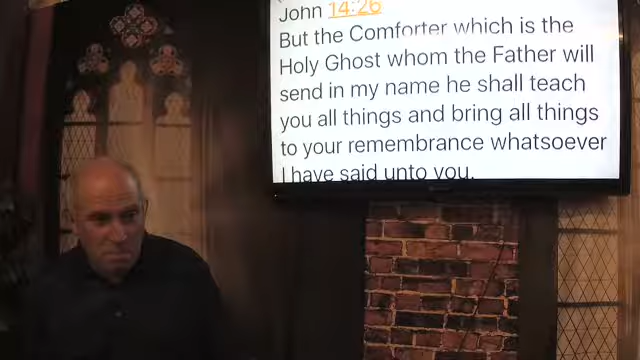 John 14:26
But the Comforter which is the
Holy Ghost whom the Father will
send in my name he shall teach
you all things and bring all things
to your remembrance whatsoever
I have said unto you.